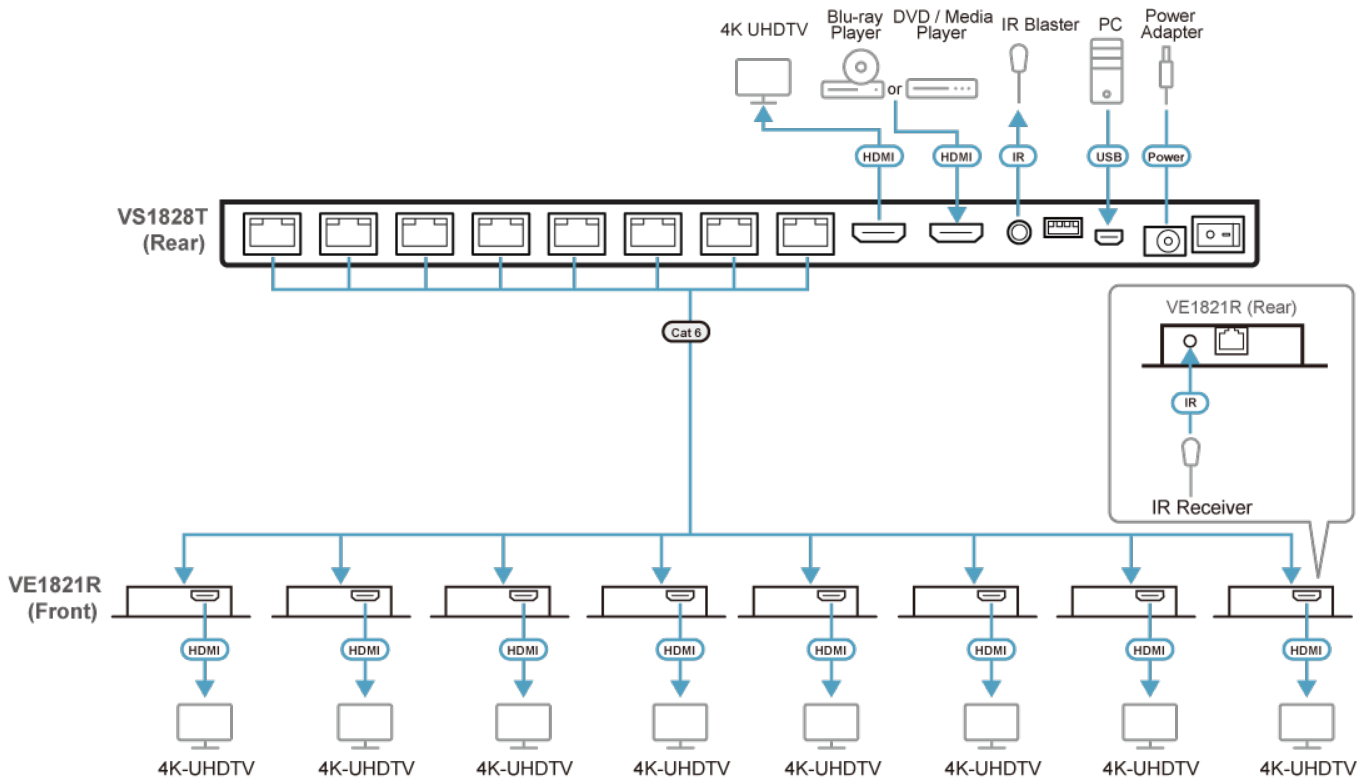 4K UHDTV
Blu-ray
Player
or
DVD / Media
Player
IR Blaster
PC
Power
Adapter
HDMI
HDMI
IR
USB
Power
VS1828T
(Rear)
Cat 6
VE1821R (Rear)
IR
IR Receiver
VE1821R
(Front)
HDMI
HDMI
HDMI
HDMI
HDMI
HDMI
HDMI
HDMI
4K-UHDTV
4K-UHDTV
4K-UHDTV
4K-UHDTV
4K-UHDTV
4K-UHDTV
4K-UHDTV
4K-UHDTV